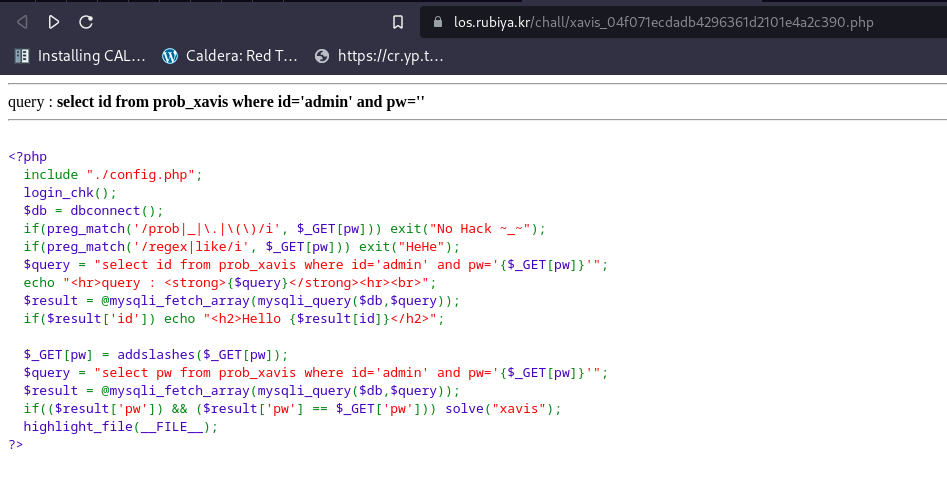 los.rubiya.kr/chall/xavis_04f071ecdadb4296361d2101e4a2c390.php
Installing CAL... Caldera: Red T... https://cr.yp.t...
query : select id from prob_xavis where id='admin' and pw=''
<?php
  include "./config.php";
  login_chk();
  $db = dbconnect();
  if(preg_match('/prob|_|\.|\(\)/i', $_GET[pw])) exit("No Hack ~_~");
  if(preg_match('/regex|like/i', $_GET[pw])) exit("HeHe");
  $query = "select id from prob_xavis where id='admin' and pw='{$_GET[pw]}'";
  echo "<hr>query : <strong>{$query}</strong><hr><br>";
  $result = @mysqli_fetch_array(mysqli_query($db,$query));
  if($result['id']) echo "<h2>Hello {$result[id]}</h2>";
  $_GET[pw] = addslashes($_GET[pw]);
  $query = "select pw from prob_xavis where id='admin' and pw='{$_GET[pw]}'";
  $result = @mysqli_fetch_array(mysqli_query($db,$query));
  if(($result['pw']) && ($result['pw'] == $_GET['pw'])) solve("xavis");
  highlight_file(__FILE__);
?>